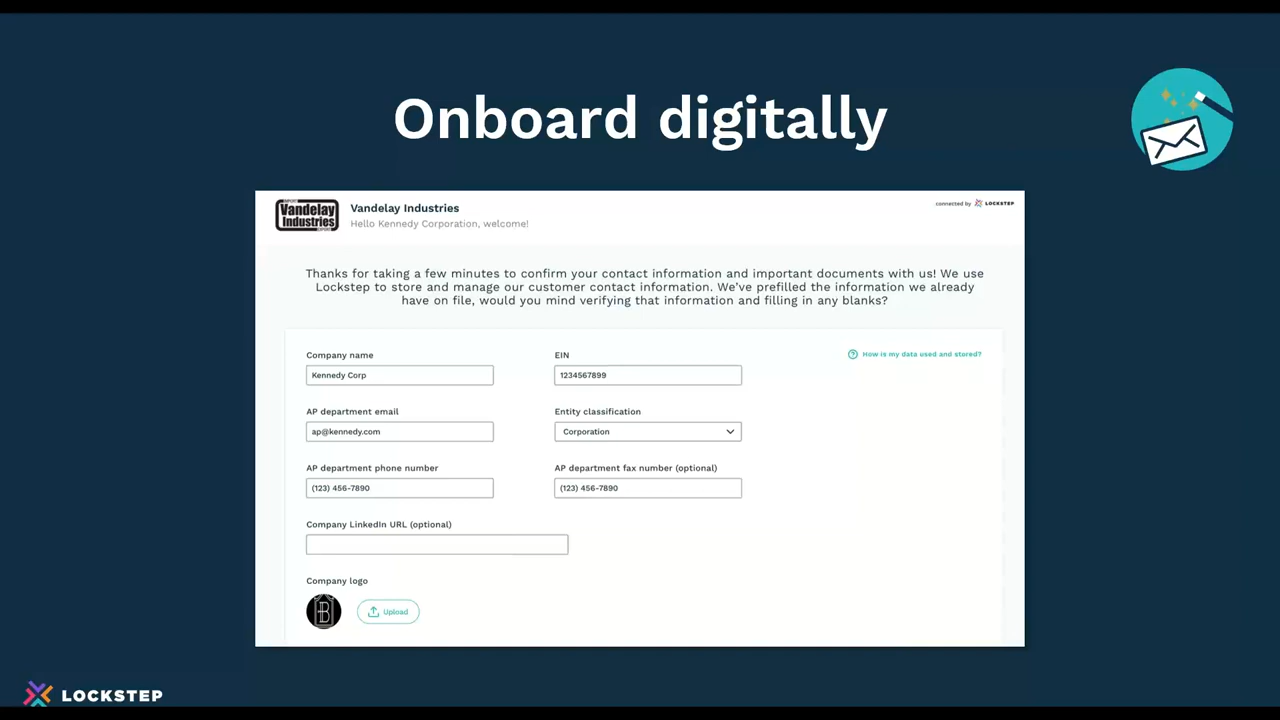 Onboard digitally
Vandelay
Industries
Vandelay Industries
Hello Kennedy Corporation, welcome!
connected by LOCKSTEP
Thanks for taking a few minutes to confirm your contact information and important documents with us! We use
Lockstep to store and manage our customer contact information. We've prefilled the information we already
have on file, would you mind verifying that information and filling in any blanks?
Company name
EIN
How is my data used and stored?
Kennedy Corp
1234567899
AP department email
Entity classification
ap@kennedy.com
Corporation
AP department phone number
AP department fax number (optional)
(123) 456-7890
(123) 456-7890
Company LinkedIn URL (optional)
Company logo
B
Upload
LOCKSTEP